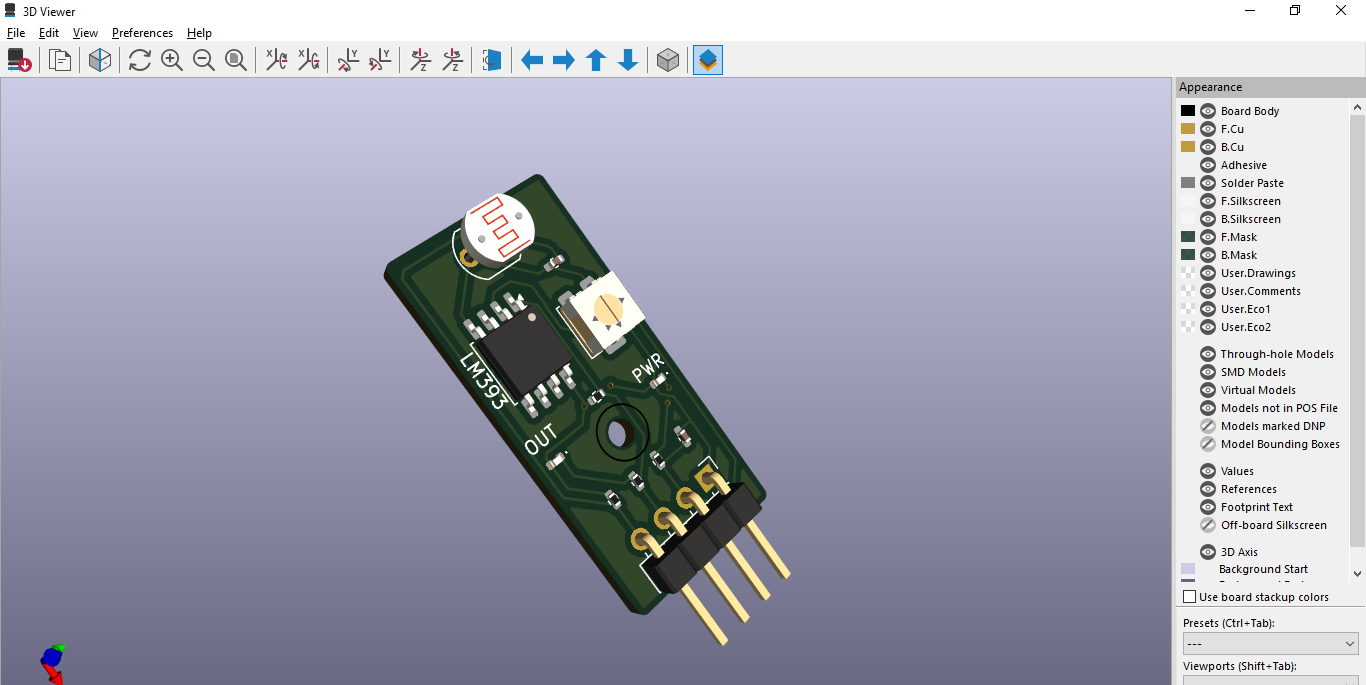 3D Viewer
File Edit View Preferences Help
X X Y Y Z Z
LM393
PWR
OUT
Appearance
Board Body
F.Cu
B.Cu
Adhesive
Solder Paste
F.Silkscreen
B.Silkscreen
F.Mask
B.Mask
User.Drawings
User.Comments
User.Eco1
User.Eco2
Through-hole Models
SMD Models
Virtual Models
Models not in POS File
Models marked DNP
Model Bounding Boxes
Values
References
Footprint Text
Off-board Silkscreen
3D Axis
Background Start
Use board stackup colors
Presets (Ctrl+Tab):
---
Viewports (Shift+Tab):